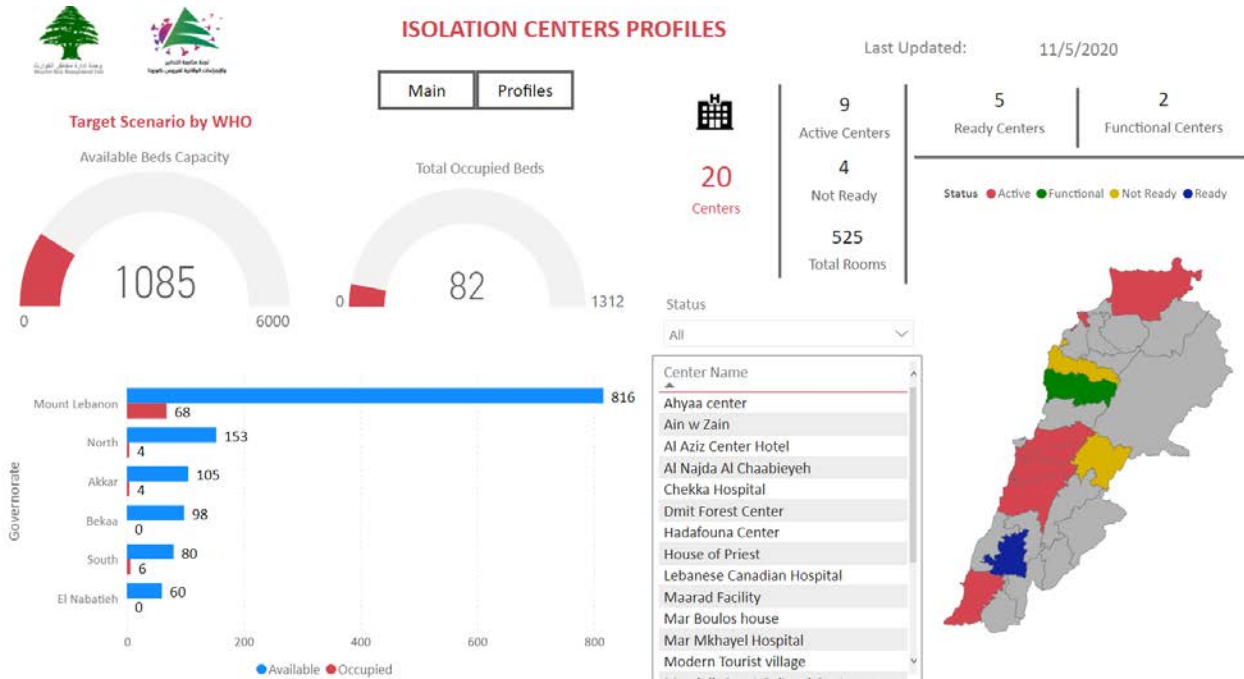 ISOLATION CENTERS PROFILES
Last Updated: 11/5/2020
Main
Profiles
Target Scenario by WHO
Available Beds Capacity
1085
0
6000
Total Occupied Beds
82
0
1312
20
Centers
9
Active Centers
4
Not Ready
525
Total Rooms
5
Ready Centers
2
Functional Centers
Status Active Functional Not Ready Ready
Status
All
Center Name
Ahyaa center
Ain w Zain
Al Aziz Center Hotel
Al Najda Al Chaabieyeh
Chekka Hospital
Dmit Forest Center
Hadafouna Center
House of Priest
Lebanese Canadian Hospital
Maarad Facility
Mar Boulos house
Mar Mkhayel Hospital
Modern Tourist village
Governorate
Mount Lebanon
816
68
North
153
4
Akkar
105
4
Bekaa
98
0
South
80
6
El Nabatieh
60
0
0
200
400
600
800
Available Occupied